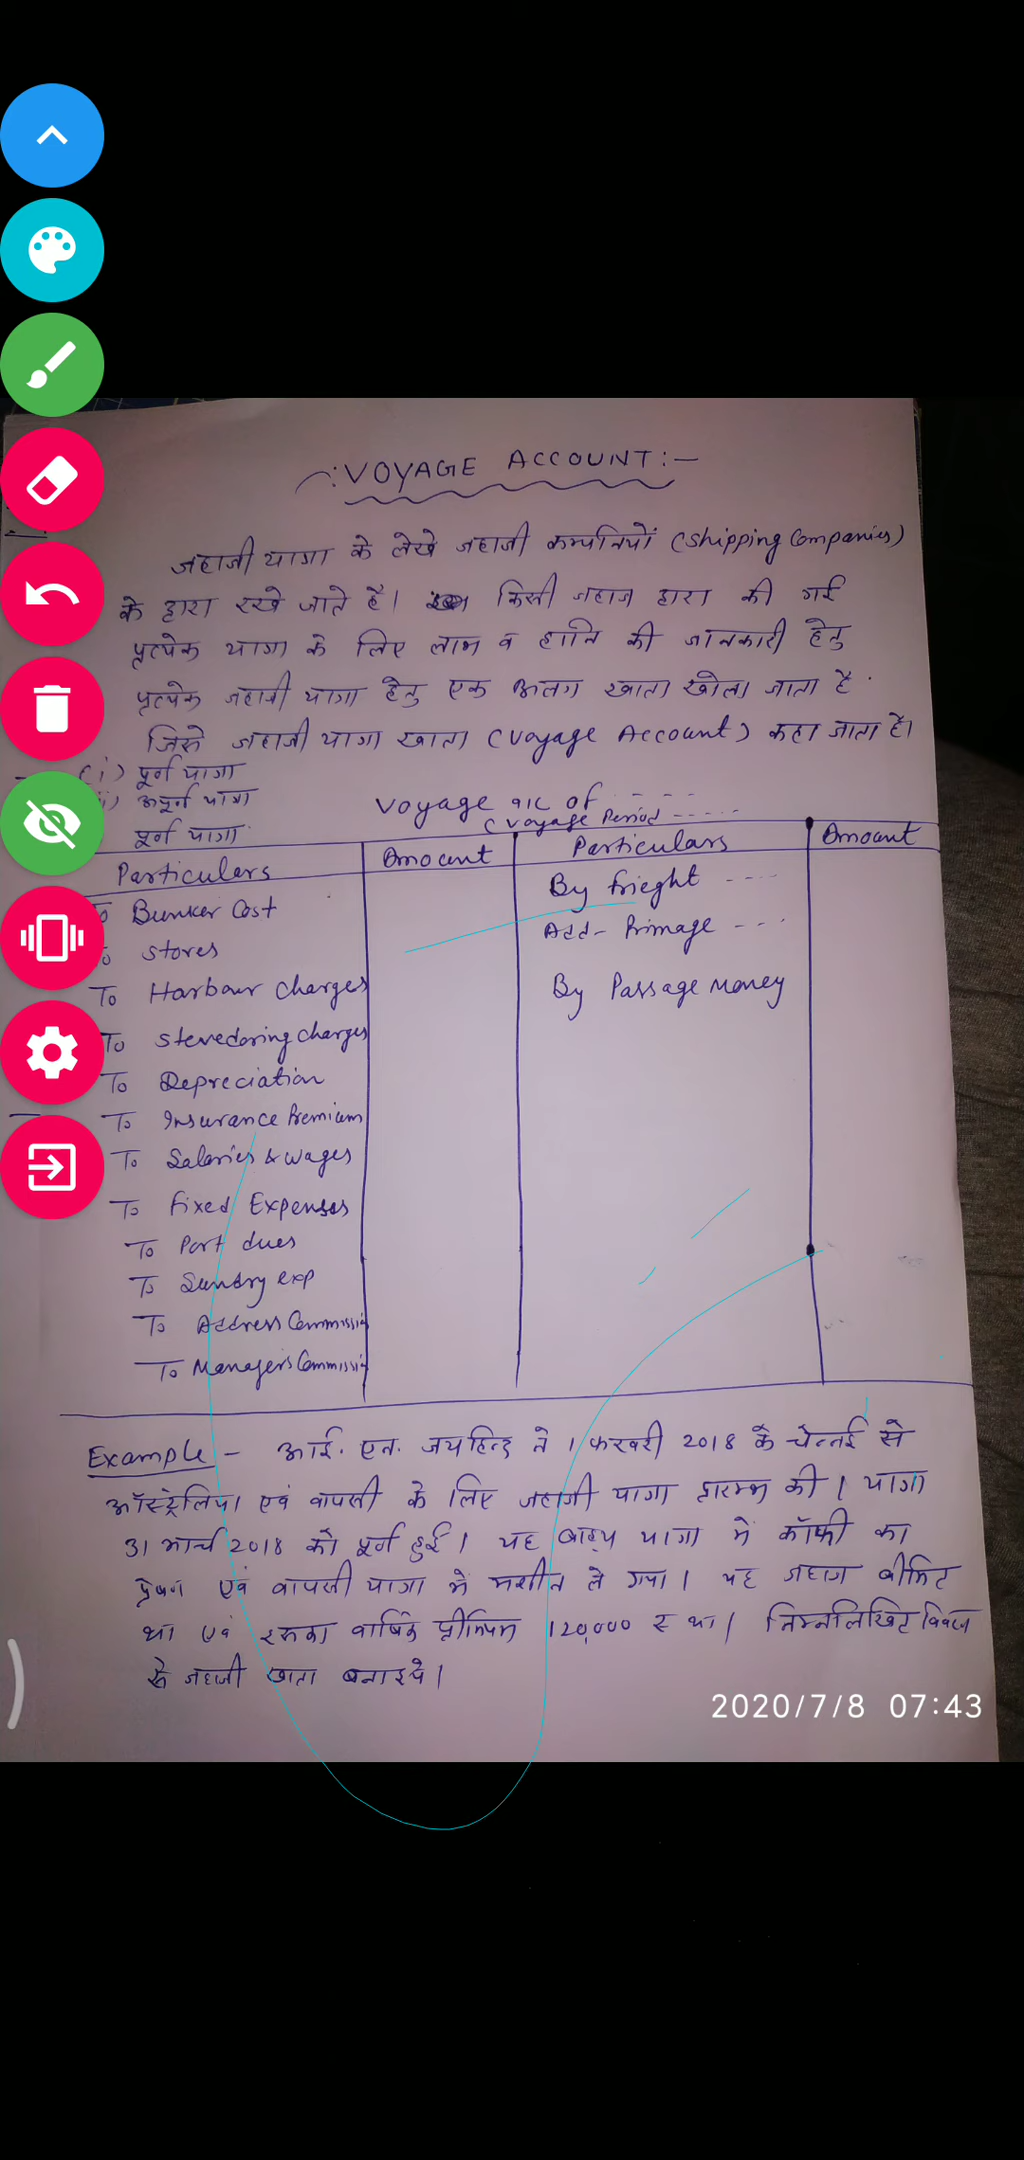 :VOYAGE ACCOUNT:-
जहाजी यात्रा के लेखे जहाजी कम्पनियों (Shipping Companies)
के द्वारा रखे जाते है। किसी जहाज द्वारा की गई
प्रत्येक यात्रा के लिए लाभ व हानि की जानकारी हेतु
प्रत्येक जहाजी यात्रा हेतु एक अलग खाता खोला जाता है.
जिसे जहाजी यात्रा खाता (Voyage Account) कहा जाता है।
(i) पूर्ण यात्रा
ii) अपूर्ण यात्रा
पूर्ण यात्रा
Voyage a/c of - - - -
(Voyage Period -----
Particulars Amount Particulars Amount
To Bunker Cost By frieght ----
To Stores Add- Primage ---
To Harbour charges By Passage money
To Stevedoring charges
To Depreciation
To Insurance Premium
To Salaries & wages
To Fixed Expenses
To Port dues
To Sundry exp
To Address Commissi
To Manager's Commissi
Example - आई. एन. जयहिन्द ने 1 फरवरी 2018 के चेन्नई से
ऑस्ट्रेलिया एवं वापसी के लिए जहाजी यात्रा प्रारम्भ की। यात्रा
31 मार्च 2018 को पूर्ण हुई। यह बाह्य यात्रा में कॉफी का
प्रेषण एवं वापसी यात्रा में मशीन ले गया। यह जहाज बीमित
था एवं इसका वार्षिक प्रीमियम 120,000 रु था। निम्नलिखित विवरण
से जहाजी खाता बनाइये।
2020/7/8 07:43